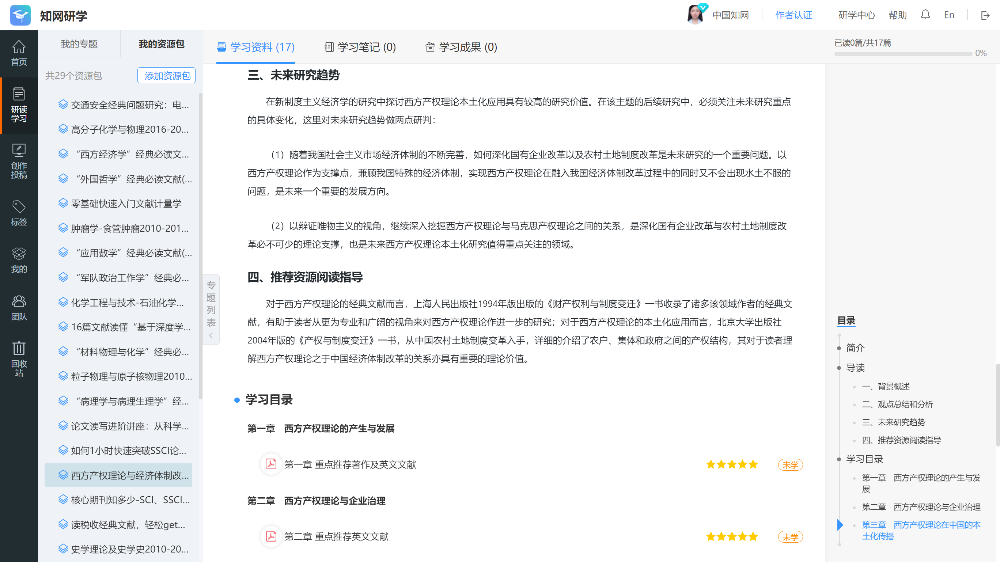 知网研学
中国知网
作者认证
研学中心
帮助
En
首页
研读
学习
创作
投稿
标签
我的
团队
回收
站
我的专题
我的资源包
共29个资源包
添加资源包
交通安全经典问题研究：电...
高分子化学与物理2016-20...
“西方经济学”经典必读文...
“外国哲学”经典必读文献(...
零基础快速入门文献计量学
肿瘤学-食管肿瘤2010-201...
“应用数学”经典必读文献(...
“军队政治工作学”经典必...
化学工程与技术-石油化学...
16篇文献读懂“基于深度学...
“材料物理与化学”经典必...
粒子物理与原子核物理2010...
“病理学与病理生理学”经...
论文读写进阶讲座：从科学...
如何1小时快速突破SSCI论...
西方产权理论与经济体制改...
核心期刊知多少-SCI、SSCI...
读税收经典文献，轻松get...
史学理论及史学史2010-20...
专
题
列
表
学习资料 (17)
学习笔记 (0)
学习成果 (0)
已读0篇/共17篇
0%
三、未来研究趋势
在新制度主义经济学的研究中探讨西方产权理论本土化应用具有较高的研究价值。在该主题的后续研究中，必须关注未来研究重点
的具体变化，这里对未来研究趋势做两点研判：
（1）随着我国社会主义市场经济体制的不断完善，如何深化国有企业改革以及农村土地制度改革是未来研究的一个重要问题。以
西方产权理论作为支撑点，兼顾我国特殊的经济体制，实现西方产权理论在融入我国经济体制改革过程中的同时又不会出现水土不服的
问题，是未来一个重要的发展方向。
（2）以辩证唯物主义的视角，继续深入挖掘西方产权理论与马克思产权理论之间的关系，是深化国有企业改革与农村土地制度改
革必不可少的理论支撑，也是未来西方产权理论本土化研究值得重点关注的领域。
四、推荐资源阅读指导
对于西方产权理论的经典文献而言，上海人民出版社1994年版出版的《财产权利与制度变迁》一书收录了诸多该领域作者的经典文
献，有助于读者从更为专业和广阔的视角来对西方产权理论作进一步的研究；对于西方产权理论的本土化应用而言，北京大学出版社
2004年版的《产权与制度变迁》一书，从中国农村土地制度变革入手，详细的介绍了农户、集体和政府之间的产权结构，其对于读者理
解西方产权理论之于中国经济体制改革的关系亦具有重要的理论价值。
学习目录
第一章 西方产权理论的产生与发展
第一章 重点推荐著作及英文文献
未学
第二章 西方产权理论与企业治理
第二章 重点推荐英文文献
未学
目录
简介
导读
一、背景概述
二、观点总结和分析
三、未来研究趋势
四、推荐资源阅读指导
学习目录
第一章 西方产权理论的产生与发
展
第二章 西方产权理论与企业治理
第三章 西方产权理论在中国的本
土化传播